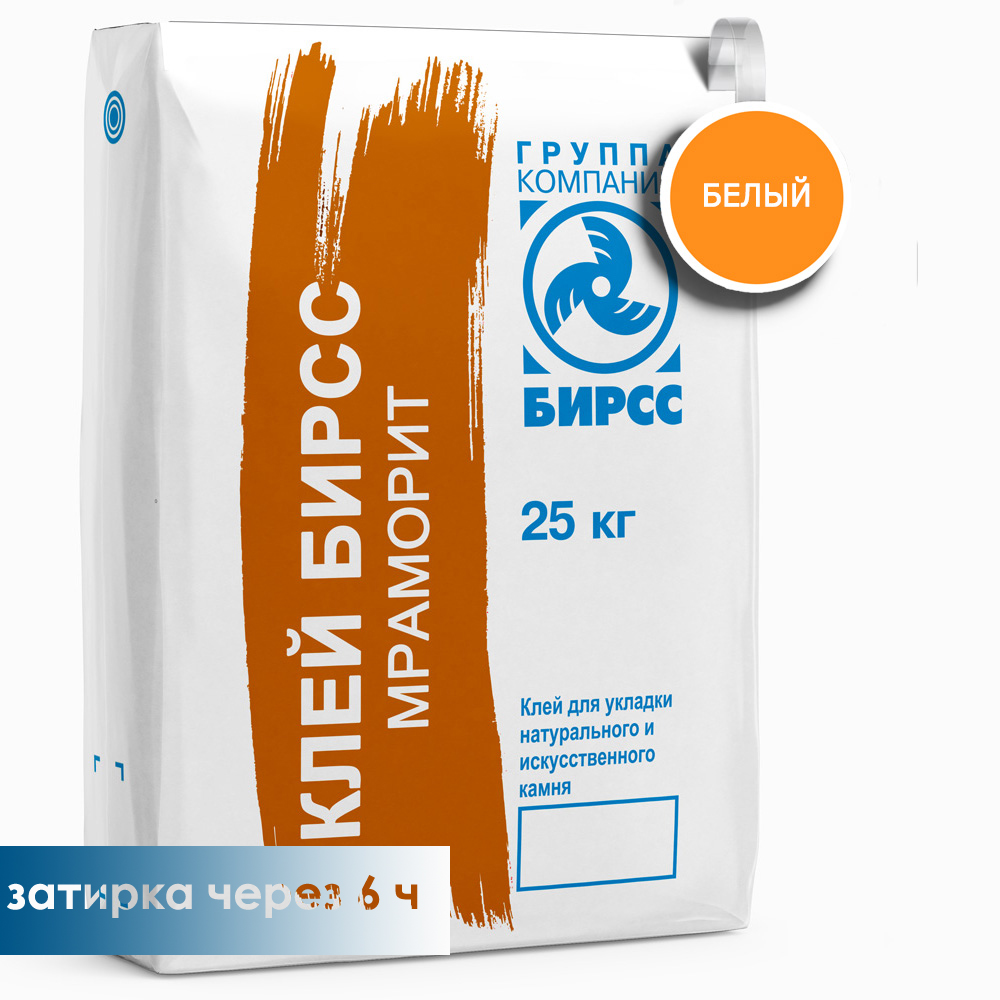 ГРУППА
КОМПАНИ
БЕЛЫЙ
БИРСС
КЛЕЙ БИРСС
МРАМОРИТ
25 кг
Клей для укладки
натурального и
искусственного
камня
затирка через 6 ч